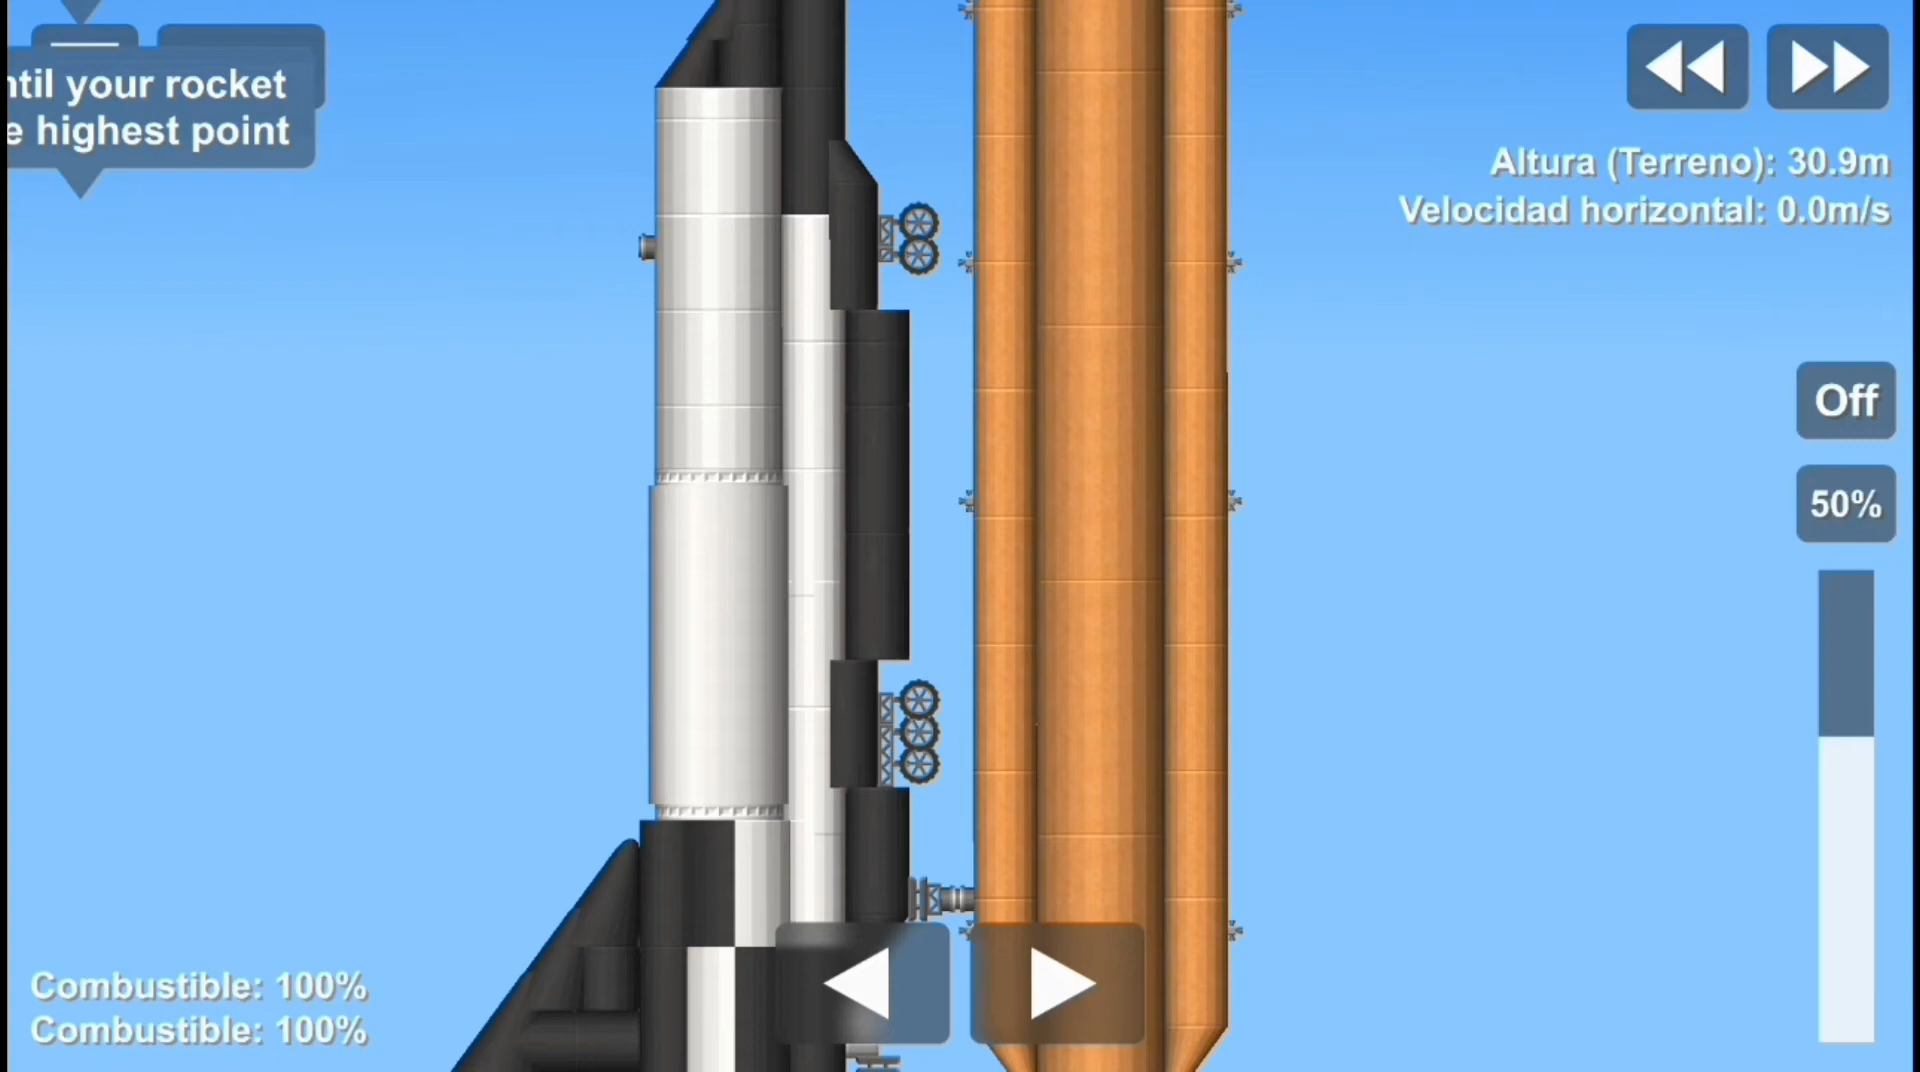 ntil your rocket
e highest point
Altura (Terreno): 30.9m
Velocidad horizontal: 0.0m/s
Off
50%
Combustible: 100%
Combustible: 100%